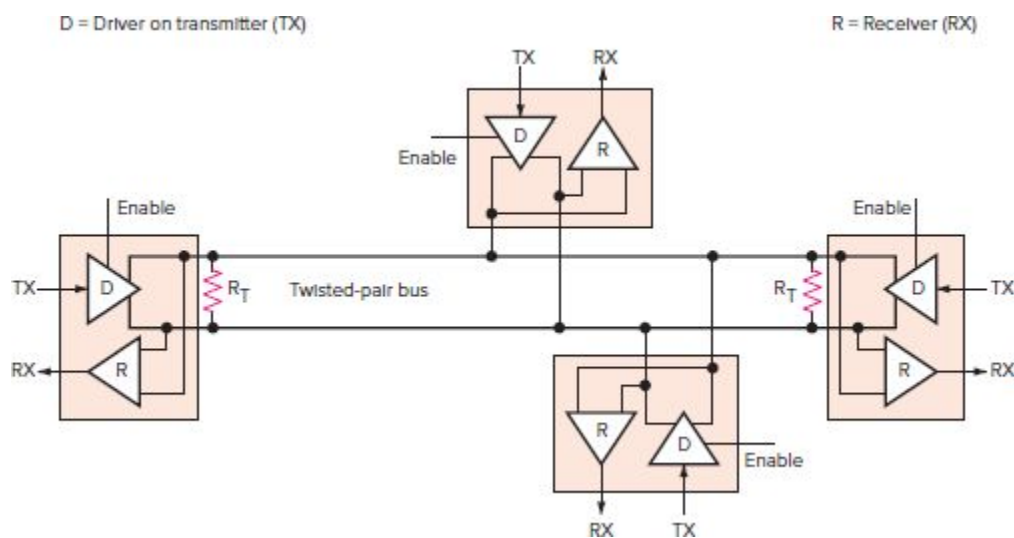 D = Driver on transmitter (TX)
R = Receiver (RX)
TX
RX
D
R
Enable
Enable
Enable
TX
D
R_T
Twisted-pair bus
R_T
D
TX
RX
R
R
RX
R
D
Enable
RX
TX